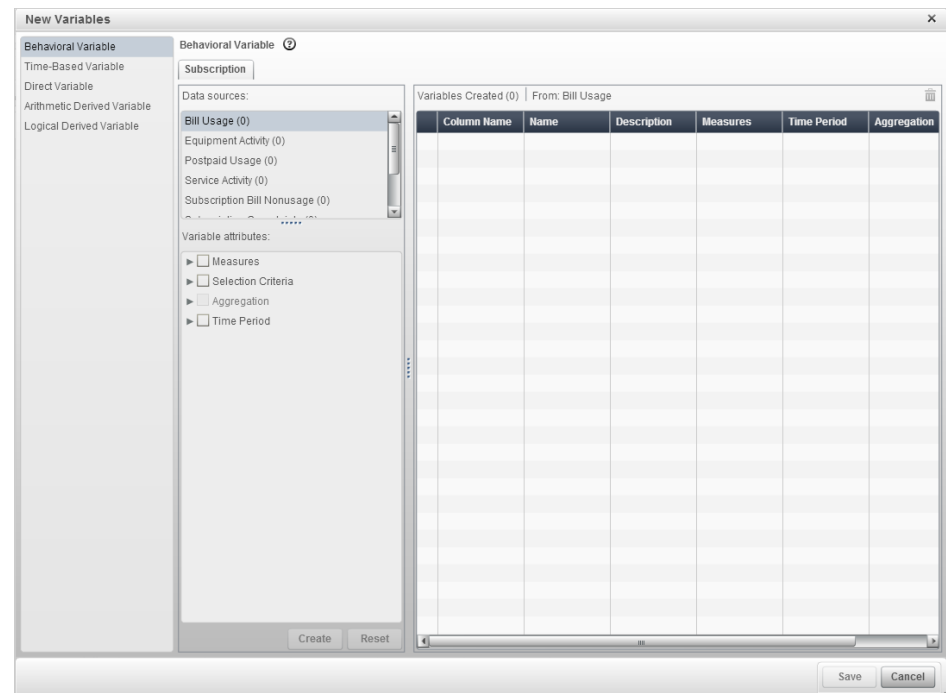 New Variables
Behavioral Variable
Time-Based Variable
Direct Variable
Arithmetic Derived Variable
Logical Derived Variable
Behavioral Variable ?
Subscription
Data sources:
Bill Usage (0)
Equipment Activity (0)
Postpaid Usage (0)
Service Activity (0)
Subscription Bill Nonusage (0)
Variable attributes:
Measures
Selection Criteria
Aggregation
Time Period
Create Reset
Variables Created (0) | From: Bill Usage
Column Name Name Description Measures Time Period Aggregation
Save Cancel